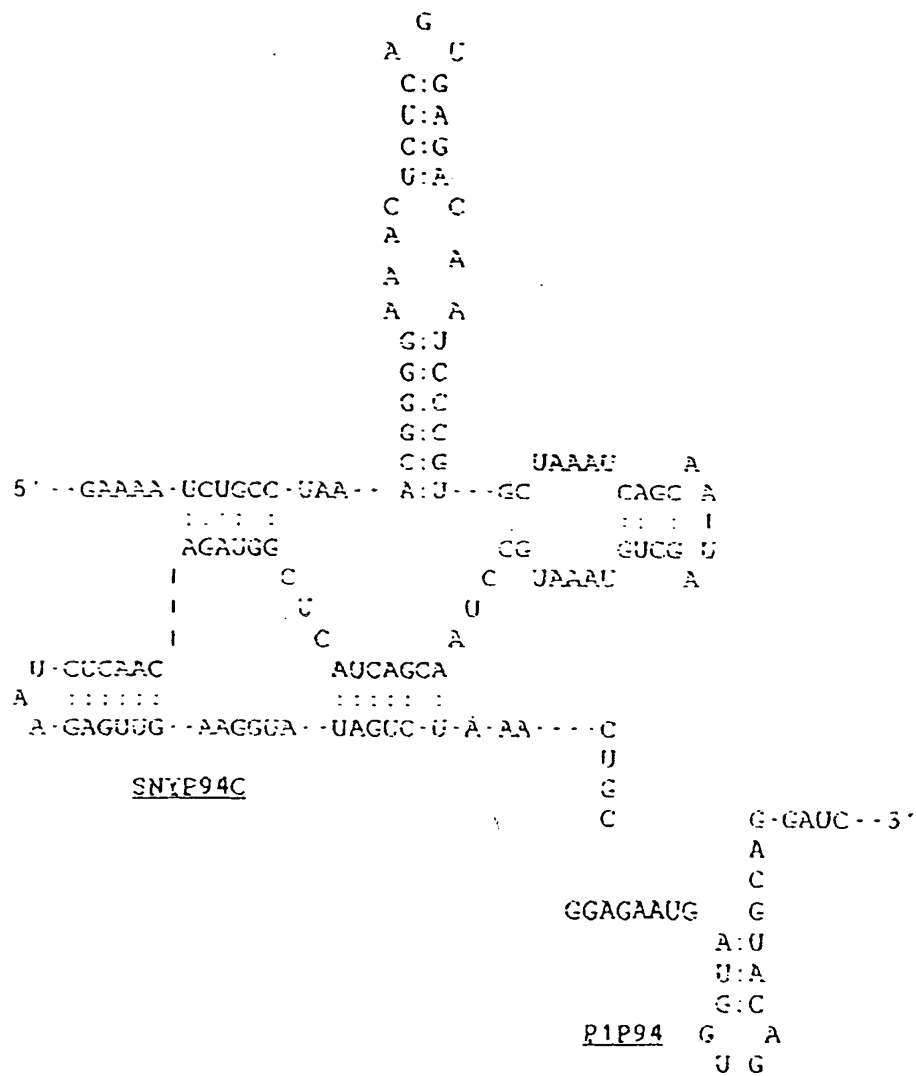 G
A U
C:G
U:A
C:G
U:A
C C
A
A
A
A A
G:U
G:C
G.C
G:C
C:G UAAAU A
5'--GAAAA-UCUGCC-UAA--A:U---GC CAGC A
AGAUGG CG GUCG U
C C UAAAU A
U U
C A
U-CUCAAC AUCAGCA
A
A-GAGUUG--AAGGUA--UAGUC-U-A-AA----C
U
SNYP94C G
C G-GAUC--3'
A
C
GGAGAAUG G
A:U
U:A
G:C
P1P94 G A
U G